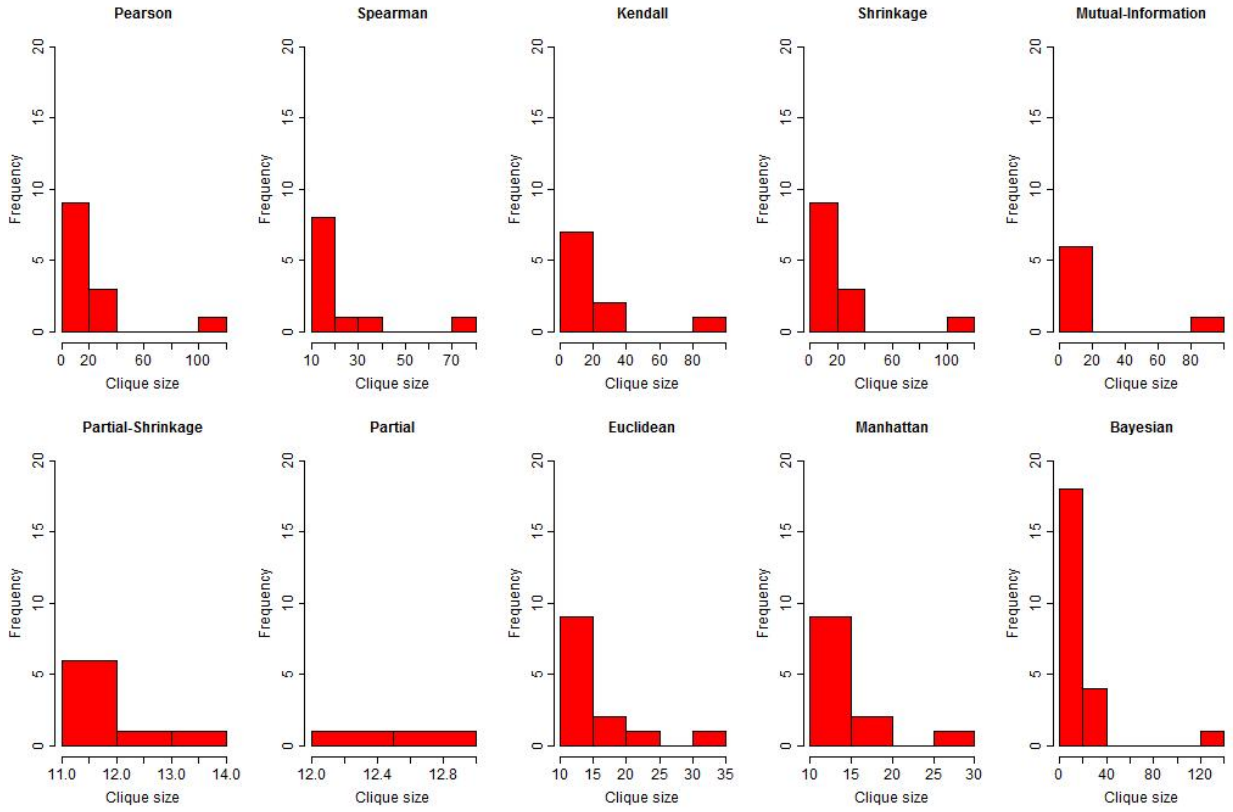 Pearson Spearman Kendall Shrinkage Mutual-Information
Frequency 0 5 10 15 20
0 20 60 100
Clique size
Frequency 0 5 10 15 20
10 30 50 70
Clique size
Frequency 0 5 10 15 20
0 20 40 60 80
Clique size
Frequency 0 5 10 15 20
0 20 60 100
Clique size
Frequency 0 5 10 15 20
0 20 40 60 80
Clique size
Partial-Shrinkage Partial Euclidean Manhattan Bayesian
Frequency 0 5 10 15 20
11.0 12.0 13.0 14.0
Clique size
Frequency 0 5 10 15 20
12.0 12.4 12.8
Clique size
Frequency 0 5 10 15 20
10 15 20 25 30 35
Clique size
Frequency 0 5 10 15 20
10 15 20 25 30
Clique size
Frequency 0 5 10 15 20
0 40 80 120
Clique size